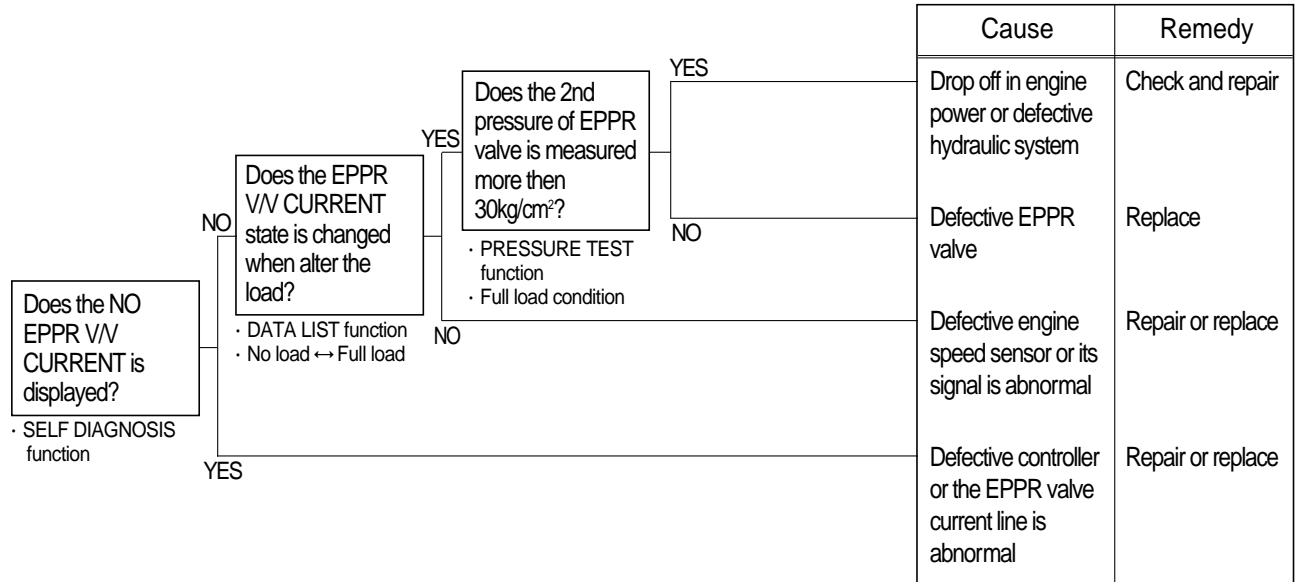 Cause
Remedy
YES
Does the 2nd
pressure of EPPR
valve is measured
more then
30kg/cm²?
Drop off in engine
power or defective
hydraulic system
Check and repair
YES
Does the EPPR
V/V CURRENT
state is changed
when alter the
load?
NO
NO
Defective EPPR
valve
Replace
· PRESSURE TEST
function
· Full load condition
Does the NO
EPPR V/V
CURRENT is
displayed?
· DATA LIST function
· No load ↔ Full load
NO
Defective engine
speed sensor or its
signal is abnormal
Repair or replace
· SELF DIAGNOSIS
function
YES
Defective controller
or the EPPR valve
current line is
abnormal
Repair or replace